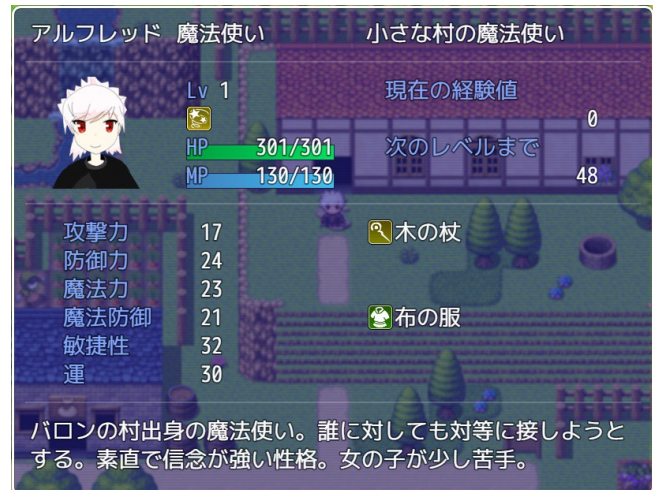 アルフレッド 魔法使い 小さな村の魔法使い
Lv 1 現在の経験値
0
HP 301/301 次のレベルまで
MP 130/130 48
攻撃力 17 木の杖
防御力 24
魔法力 23
魔法防御 21 布の服
敏捷性 32
運 30
バロンの村出身の魔法使い。誰に対しても対等に接しようと
する。素直で信念が強い性格。女の子が少し苦手。